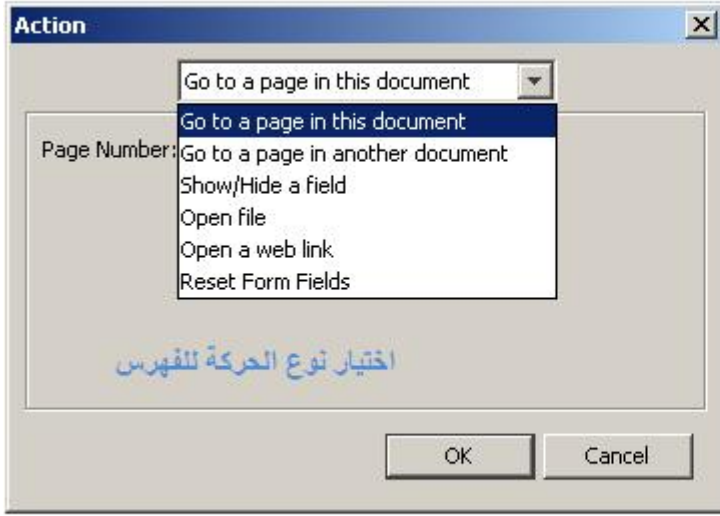 Action
Go to a page in this document
Go to a page in this document
Page Number:
Go to a page in another document
Show/Hide a field
Open file
Open a web link
Reset Form Fields
اختيار نوع الحركة للفهرس
OK
Cancel